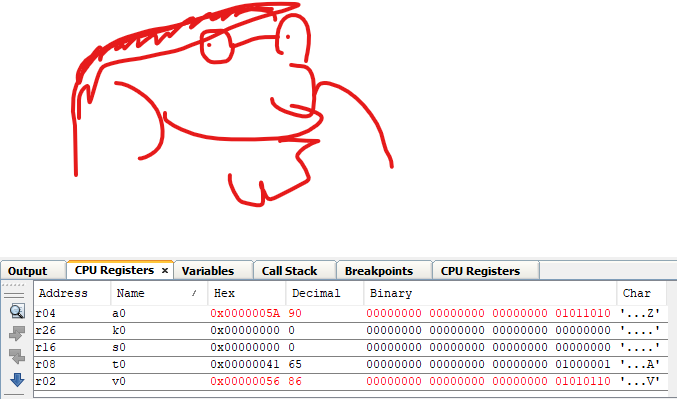 Output CPU Registers × Variables Call Stack Breakpoints CPU Registers
Address Name / Hex Decimal Binary Char
r04 a0 0x0000005A 90 00000000 00000000 00000000 01011010 '...Z'
r26 k0 0x00000000 0 00000000 00000000 00000000 00000000 '....'
r16 s0 0x00000000 0 00000000 00000000 00000000 00000000 '....'
r08 t0 0x00000041 65 00000000 00000000 00000000 01000001 '...A'
r02 v0 0x00000056 86 00000000 00000000 00000000 01010110 '...V'